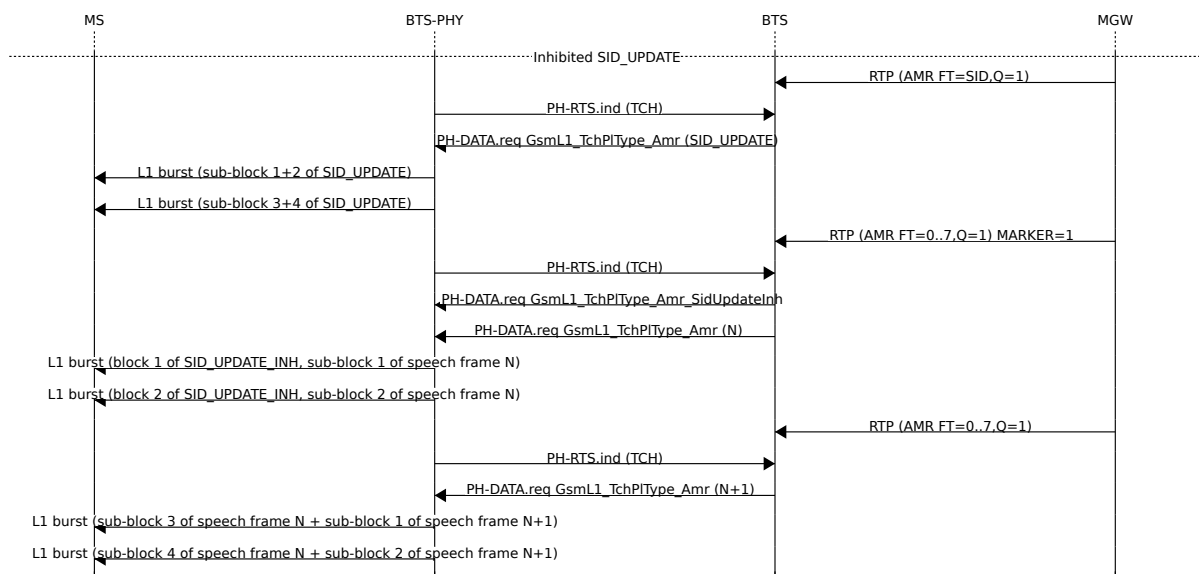 MS BTS-PHY BTS MGW
Inhibited SID_UPDATE
RTP (AMR FT=SID,Q=1)
PH-RTS.ind (TCH)
PH-DATA.req GsmL1_TchPlType_Amr (SID_UPDATE)
L1 burst (sub-block 1+2 of SID_UPDATE)
L1 burst (sub-block 3+4 of SID_UPDATE)
RTP (AMR FT=0..7,Q=1) MARKER=1
PH-RTS.ind (TCH)
PH-DATA.req GsmL1_TchPlType_Amr_SidUpdateInh
PH-DATA.req GsmL1_TchPlType_Amr (N)
L1 burst (block 1 of SID_UPDATE_INH, sub-block 1 of speech frame N)
L1 burst (block 2 of SID_UPDATE_INH, sub-block 2 of speech frame N)
RTP (AMR FT=0..7,Q=1)
PH-RTS.ind (TCH)
PH-DATA.req GsmL1_TchPlType_Amr (N+1)
L1 burst (sub-block 3 of speech frame N + sub-block 1 of speech frame N+1)
L1 burst (sub-block 4 of speech frame N + sub-block 2 of speech frame N+1)